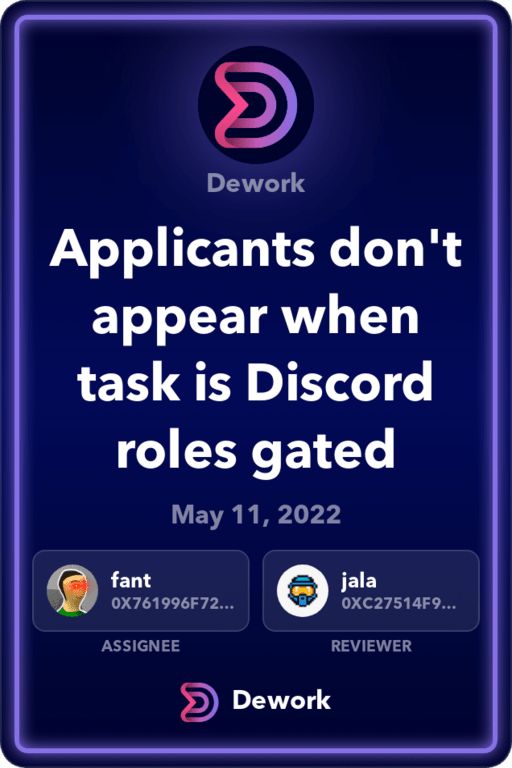 Dework
Applicants don't
appear when
task is Discord
roles gated
May 11, 2022
fant
0X761996F72...
ASSIGNEE
jala
0XC27514F9...
REVIEWER
Dework